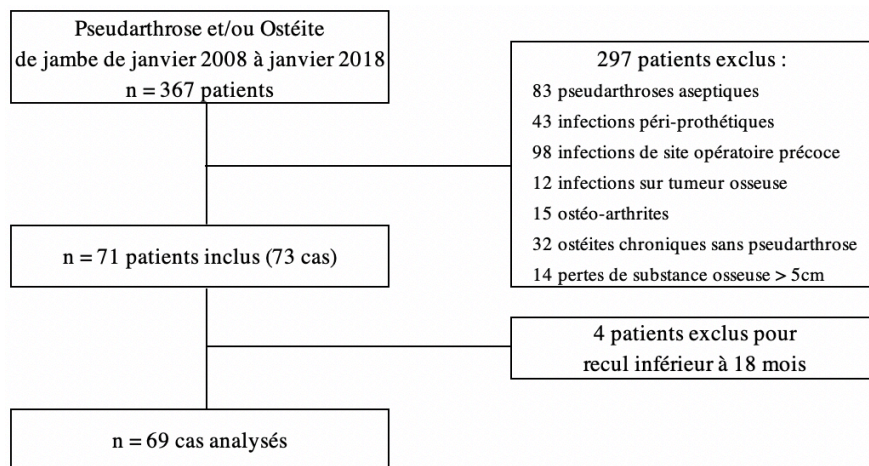 Pseudarthrose et/ou Ostéite
de jambe de janvier 2008 à janvier 2018
n = 367 patients
297 patients exclus :
83 pseudarthroses aseptiques
43 infections péri-prothétiques
98 infections de site opératoire précoce
12 infections sur tumeur osseuse
15 ostéo-arthrites
32 ostéites chroniques sans pseudarthrose
14 pertes de substance osseuse > 5cm
n = 71 patients inclus (73 cas)
4 patients exclus pour
recul inférieur à 18 mois
n = 69 cas analysés